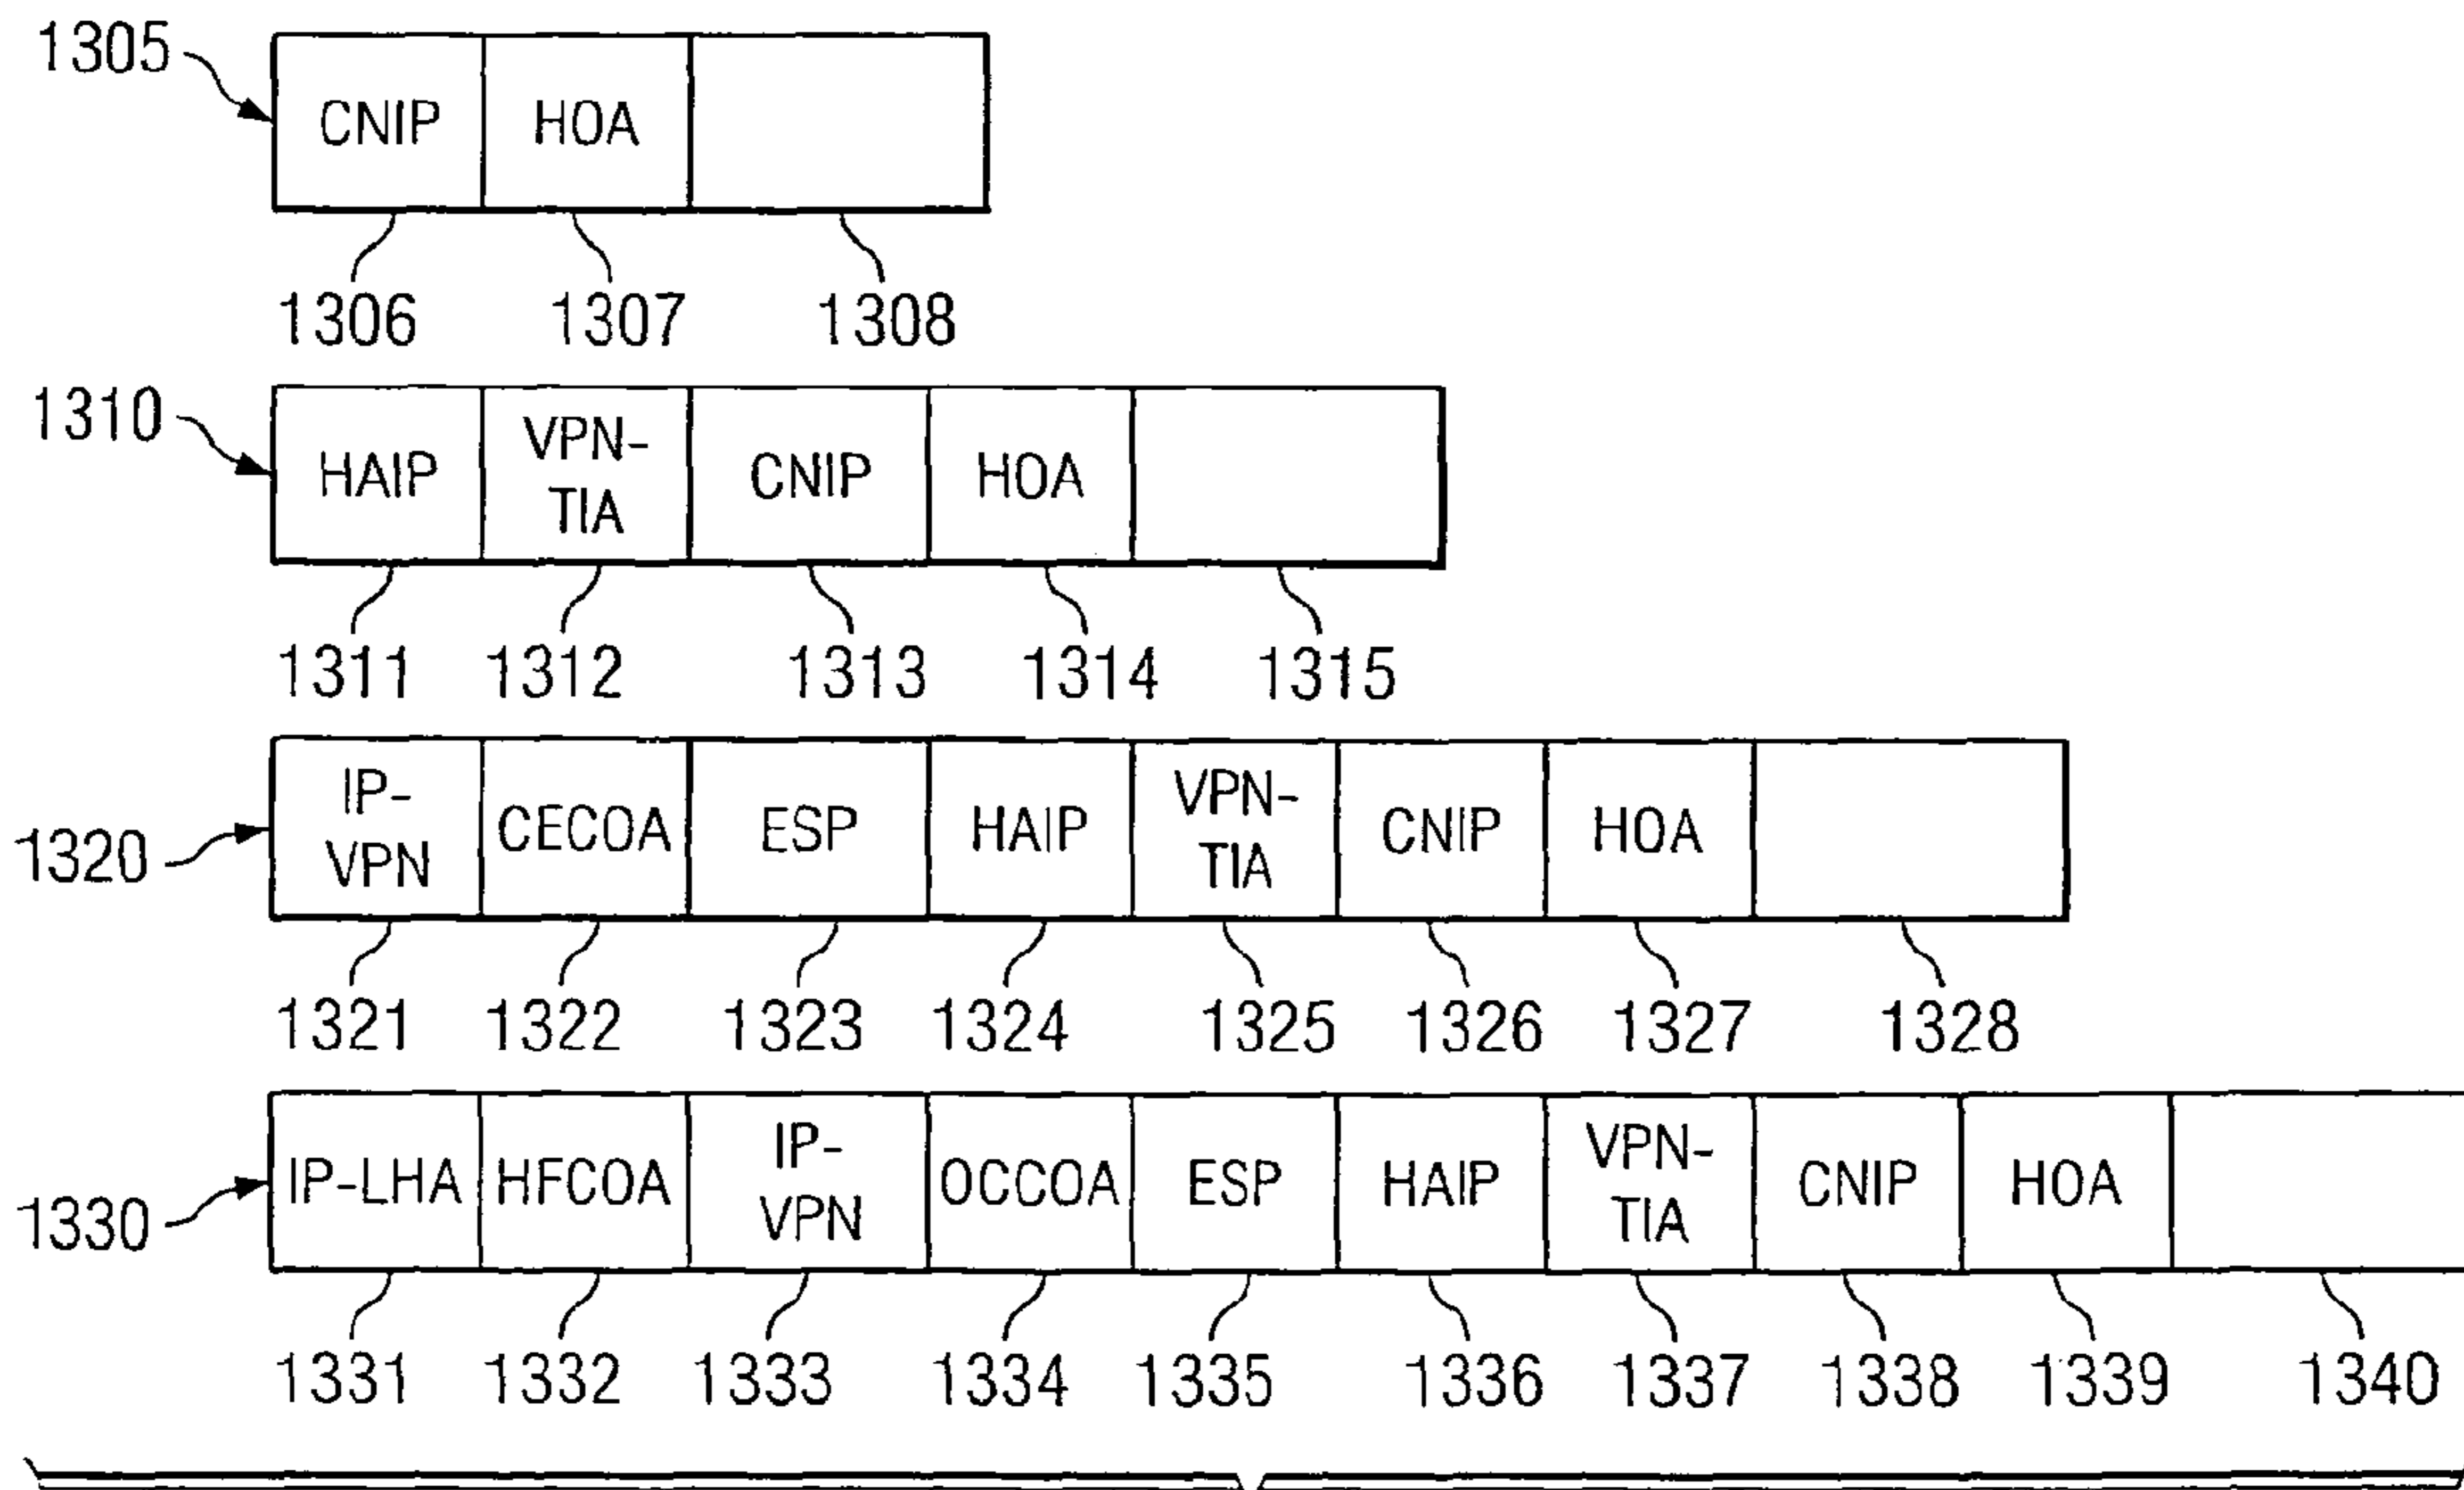 1305
CNIP HOA
1306 1307 1308
1310
HAIP VPN-TIA CNIP HOA
1311 1312 1313 1314 1315
1320
IP-VPN CECOA ESP HAIP VPN-TIA CNIP HOA
1321 1322 1323 1324 1325 1326 1327 1328
1330
IP-LHA HFCOA IP-VPN OCCOA ESP HAIP VPN-TIA CNIP HOA
1331 1332 1333 1334 1335 1336 1337 1338 1339 1340